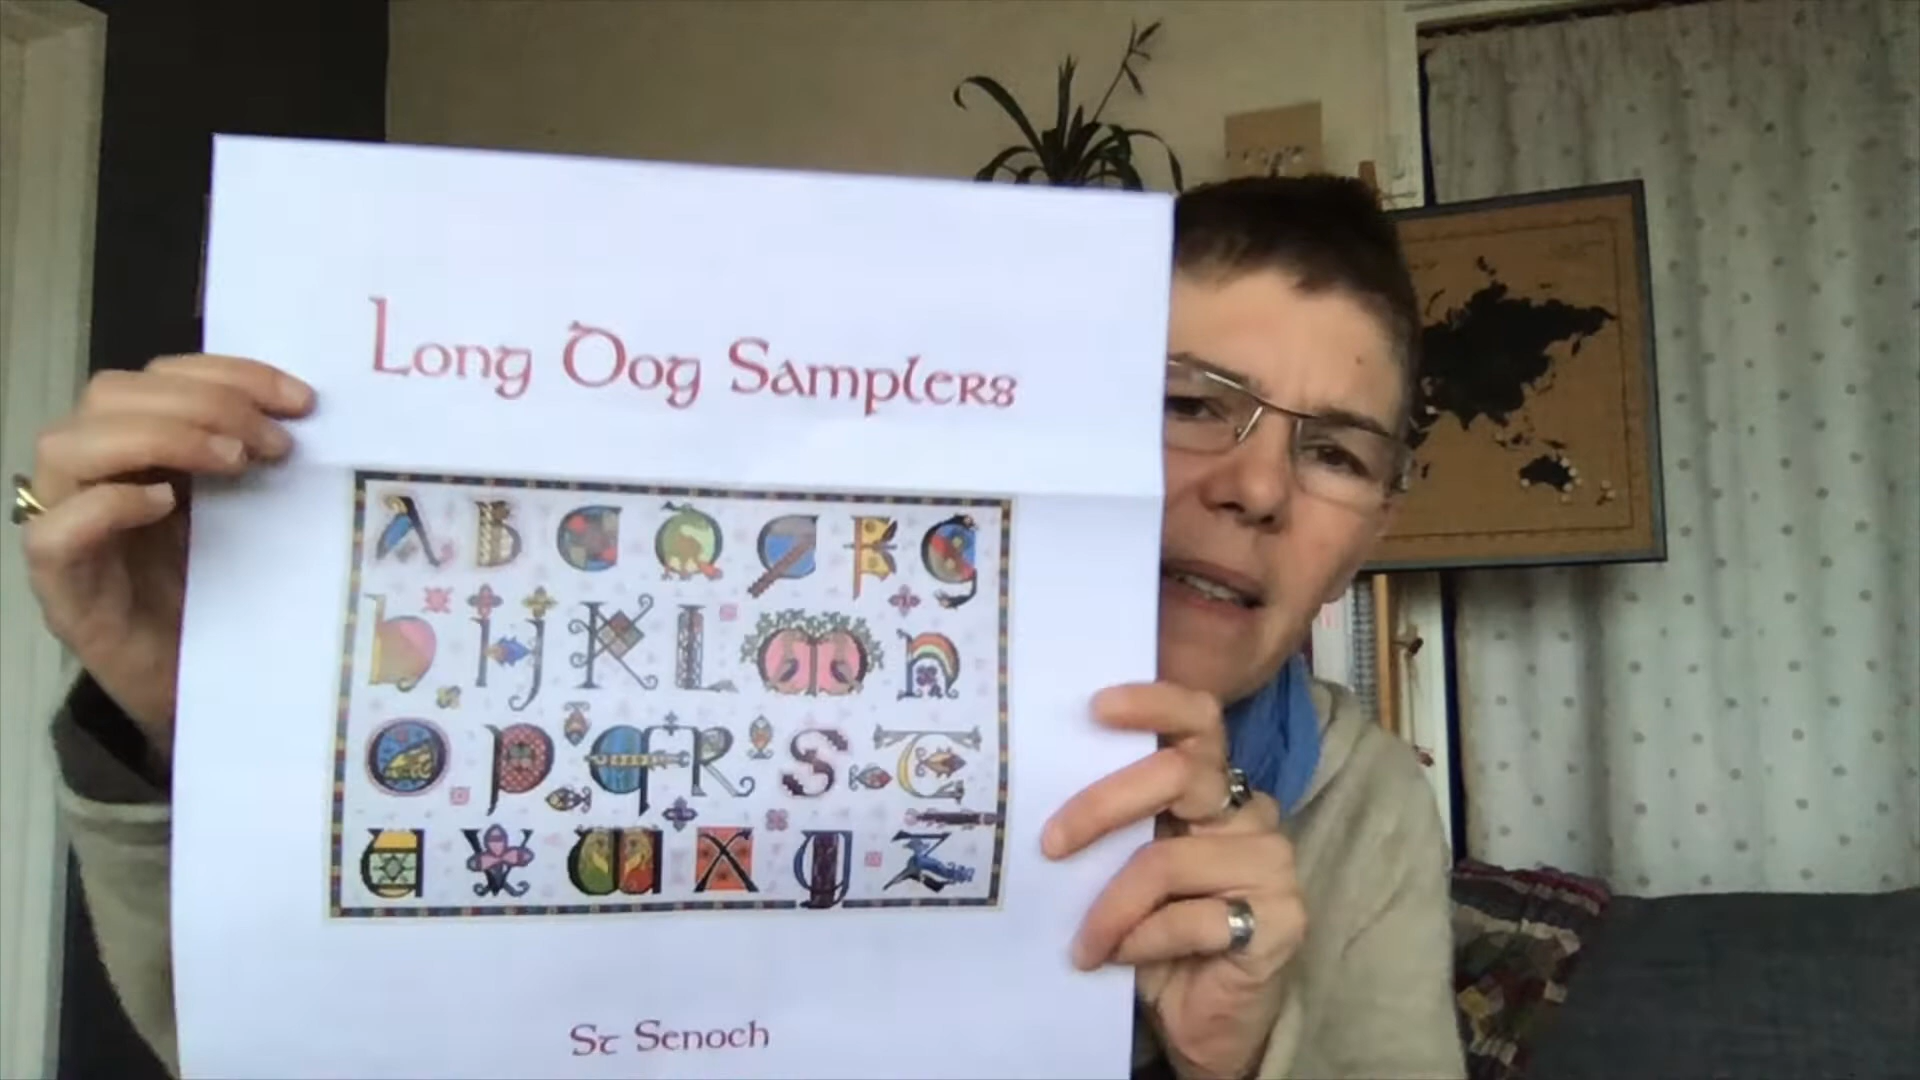 Long Dog Samplers
A B C D E F G
h I J K L M n
O P Q R S T
U V W X Y Z
St Senoch